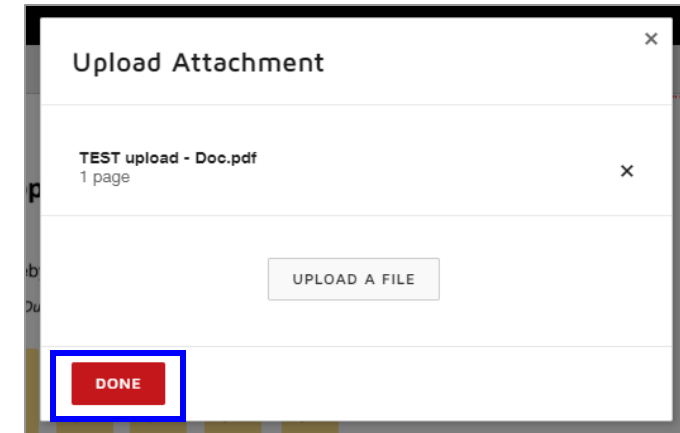 Upload Attachment
TEST upload - Doc.pdf
1 page
UPLOAD A FILE
DONE